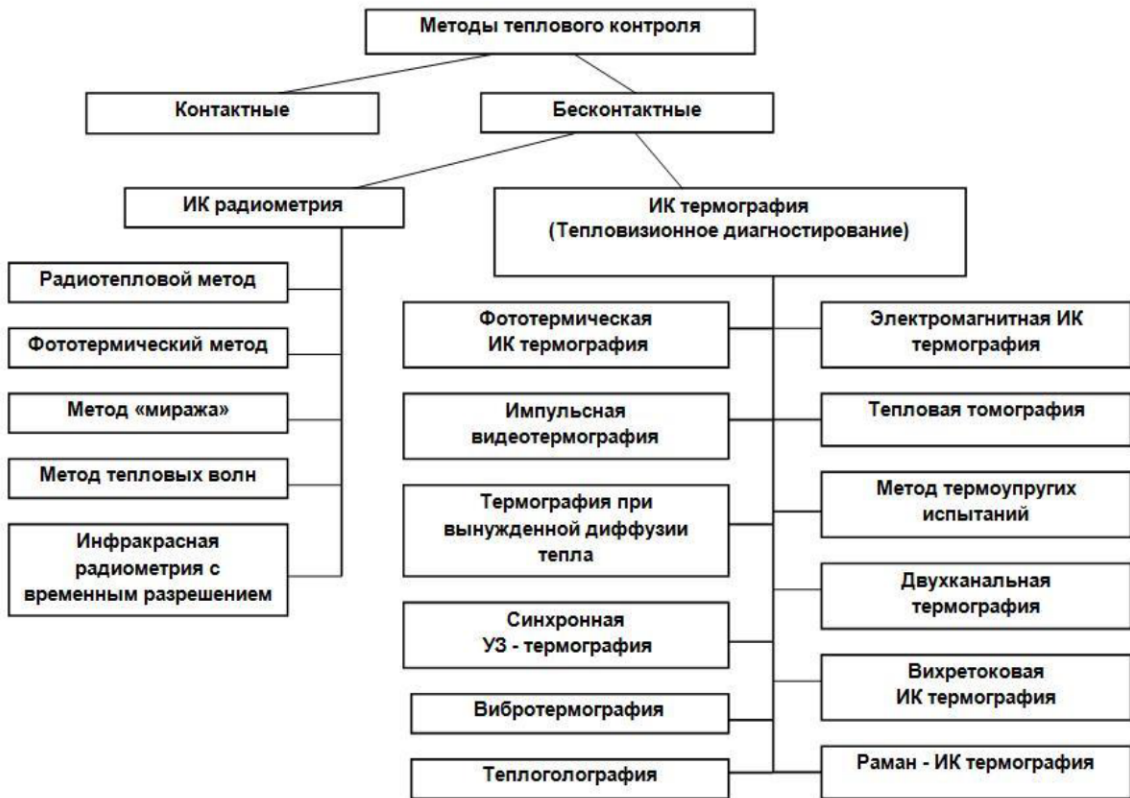 Методы теплового контроля
Контактные
Бесконтактные
ИК радиометрия
ИК термография
(Тепловизионное диагностирование)
Радиотепловой метод
Фототермический метод
Метод «миража»
Метод тепловых волн
Инфракрасная
радиометрия с
временным разрешением
Фототермическая
ИК термография
Импульсная
видеотермография
Термография при
вынужденной диффузии
тепла
Синхронная
УЗ - термография
Вибротермография
Теплоголография
Электромагнитная ИК
термография
Тепловая томография
Метод термоупругих
испытаний
Двухканальная
термография
Вихретоковая
ИК термография
Раман - ИК термография